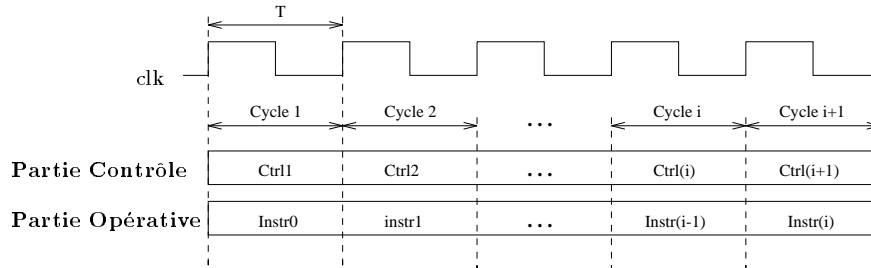 T
clk
Cycle 1 Cycle 2 ... Cycle i Cycle i+1
Partie Contrôle Ctrl1 Ctrl2 ... Ctrl(i) Ctrl(i+1)
Partie Opérative Instr0 instr1 ... Instr(i-1) Instr(i)